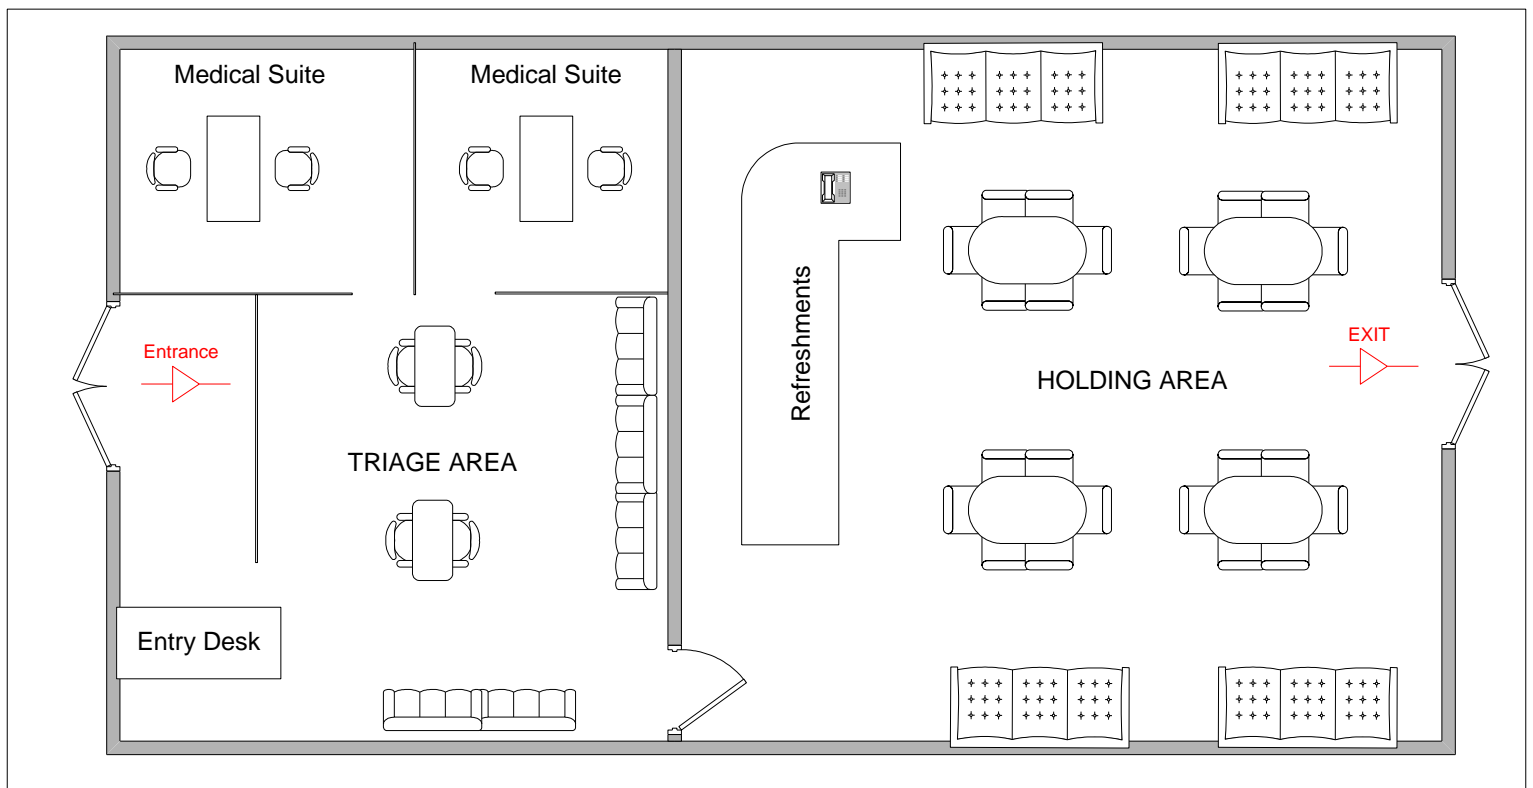 Medical Suite
Medical Suite
Entrance
EXIT
Refreshments
HOLDING AREA
TRIAGE AREA
Entry Desk